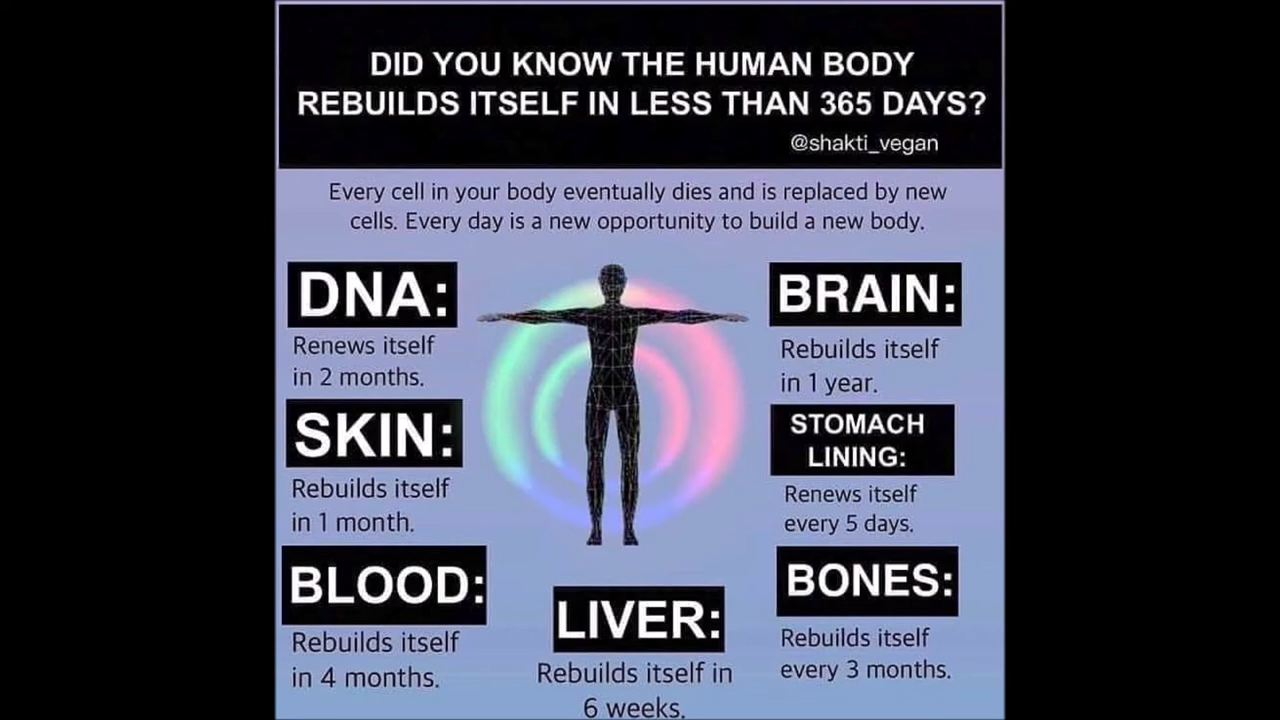 DID YOU KNOW THE HUMAN BODY
REBUILDS ITSELF IN LESS THAN 365 DAYS?
@shakti_vegan
Every cell in your body eventually dies and is replaced by new
cells. Every day is a new opportunity to build a new body.
DNA:
Renews itself
in 2 months.
SKIN:
Rebuilds itself
in 1 month.
BLOOD:
Rebuilds itself
in 4 months.
LIVER:
Rebuilds itself in
6 weeks.
BRAIN:
Rebuilds itself
in 1 year.
STOMACH
LINING:
Renews itself
every 5 days.
BONES:
Rebuilds itself
every 3 months.